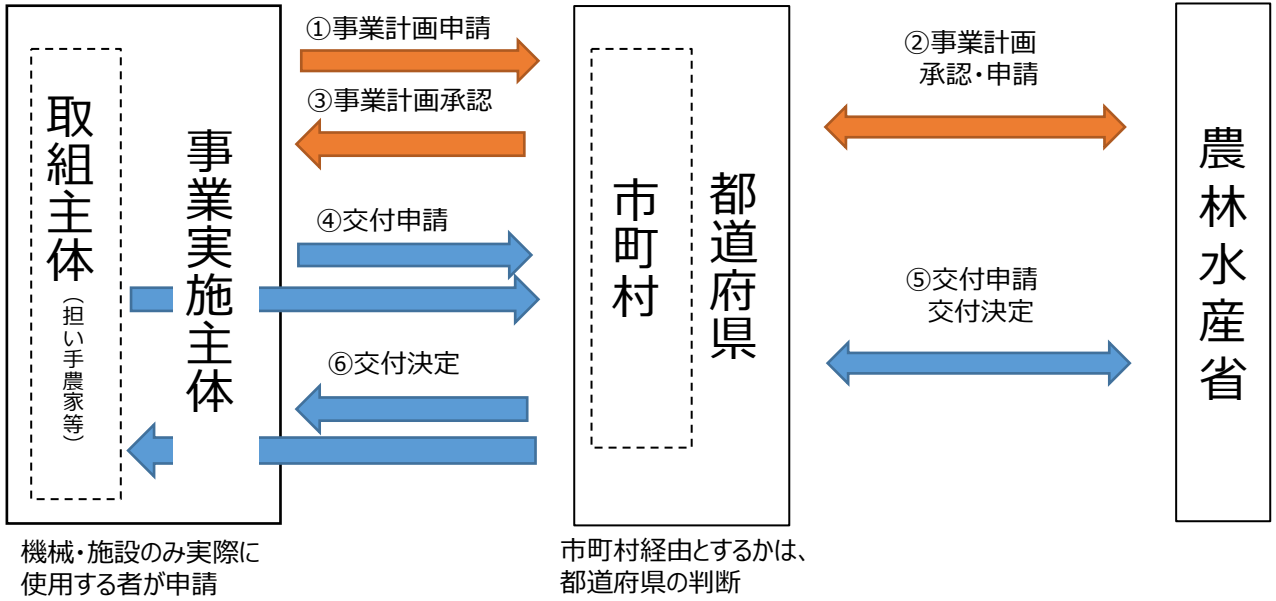 取組主体（担い手農家等）
事業実施主体
①事業計画申請
③事業計画承認
④交付申請
⑥交付決定
市町村
都道府県
②事業計画
承認・申請
⑤交付申請
交付決定
農林水産省
機械・施設のみ実際に
使用する者が申請
市町村経由とするかは、
都道府県の判断